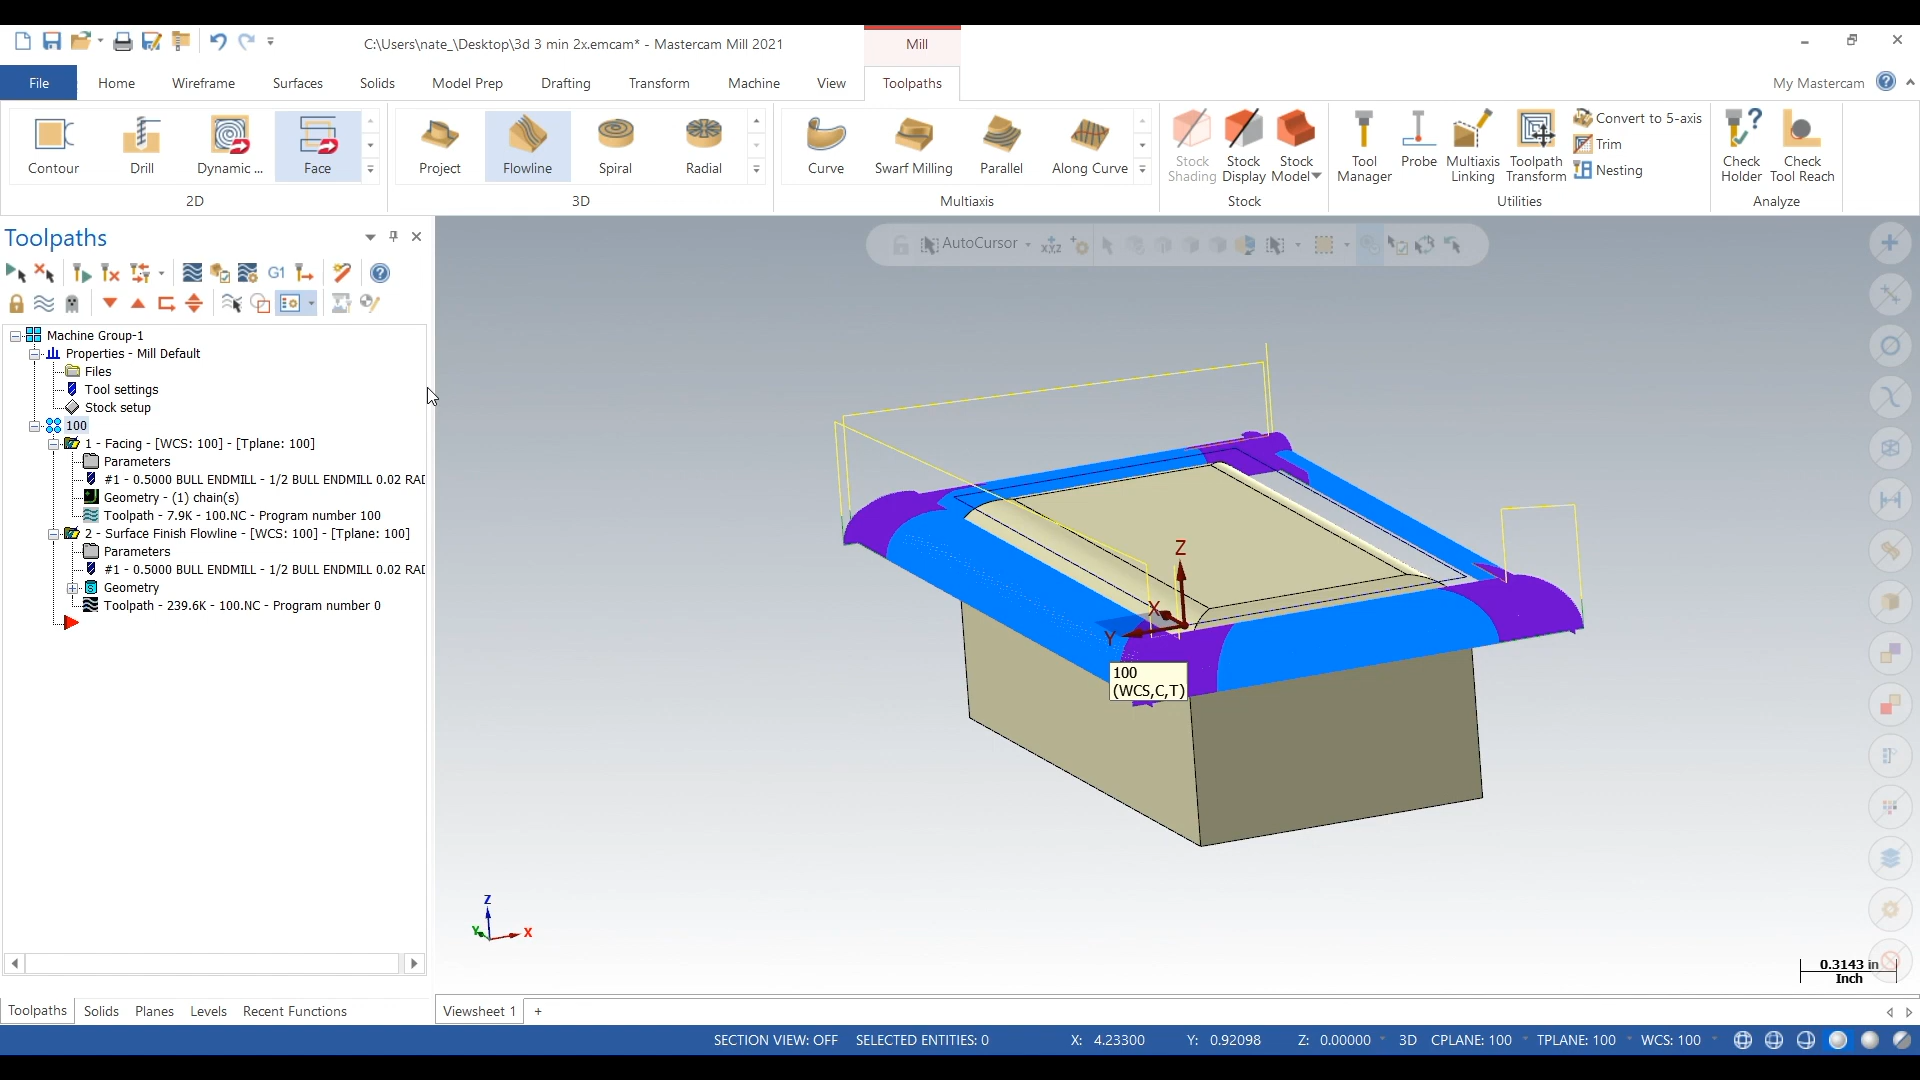 C:\Users\nate_\Desktop\3d 3 min 2x.emcam* - Mastercam Mill 2021
Mill
File
Home
Wireframe
Surfaces
Solids
Model Prep
Drafting
Transform
Machine
View
Toolpaths
My Mastercam
Contour
Drill
Dynamic ...
Face
2D
Project
Flowline
Spiral
Radial
3D
Curve
Swarf Milling
Parallel
Along Curve
Multiaxis
Stock Shading
Stock Display
Stock Model
Stock
Tool Manager
Probe
Multiaxis Linking
Toolpath Transform
Convert to 5-axis
Trim
Nesting
Utilities
Check Holder
Check Tool Reach
Analyze
Toolpaths
G1
AutoCursor
XYZ
Machine Group-1
Properties - Mill Default
Files
Tool settings
Stock setup
100
1 - Facing - [WCS: 100] - [Tplane: 100]
Parameters
#1 - 0.5000 BULL ENDMILL - 1/2 BULL ENDMILL 0.02 RAD
Geometry - (1) chain(s)
Toolpath - 7.9K - 100.NC - Program number 100
2 - Surface Finish Flowline - [WCS: 100] - [Tplane: 100]
Parameters
#1 - 0.5000 BULL ENDMILL - 1/2 BULL ENDMILL 0.02 RAD
Geometry
Toolpath - 239.6K - 100.NC - Program number 0
Z
X
Y
100
(WCS,C,T)
Z
Y
X
0.3143 in
Inch
Toolpaths
Solids
Planes
Levels
Recent Functions
Viewsheet 1
+
SECTION VIEW: OFF
SELECTED ENTITIES: 0
X: 4.23300
Y: 0.92098
Z: 0.00000
3D
CPLANE: 100
TPLANE: 100
WCS: 100